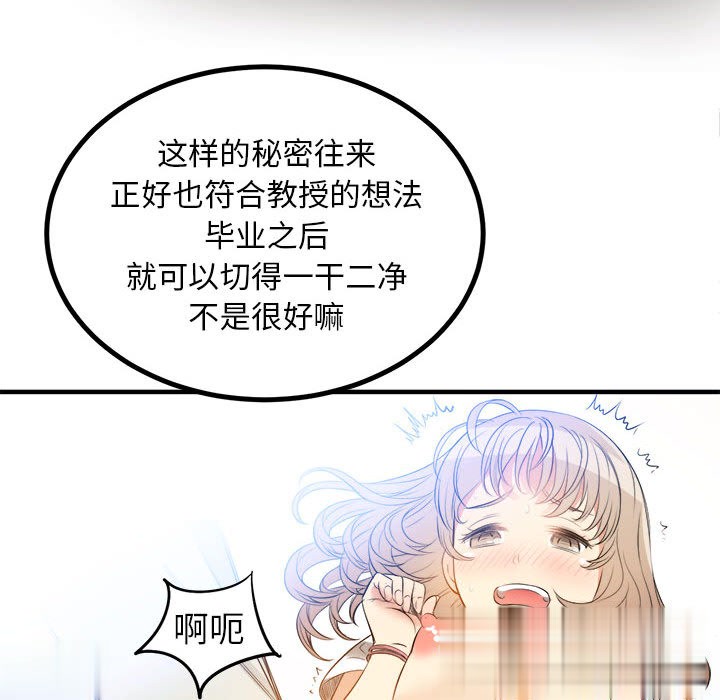 这样的秘密往来
正好也符合教授的想法
毕业之后
就可以切得一干二净
不是很好嘛
啊呃